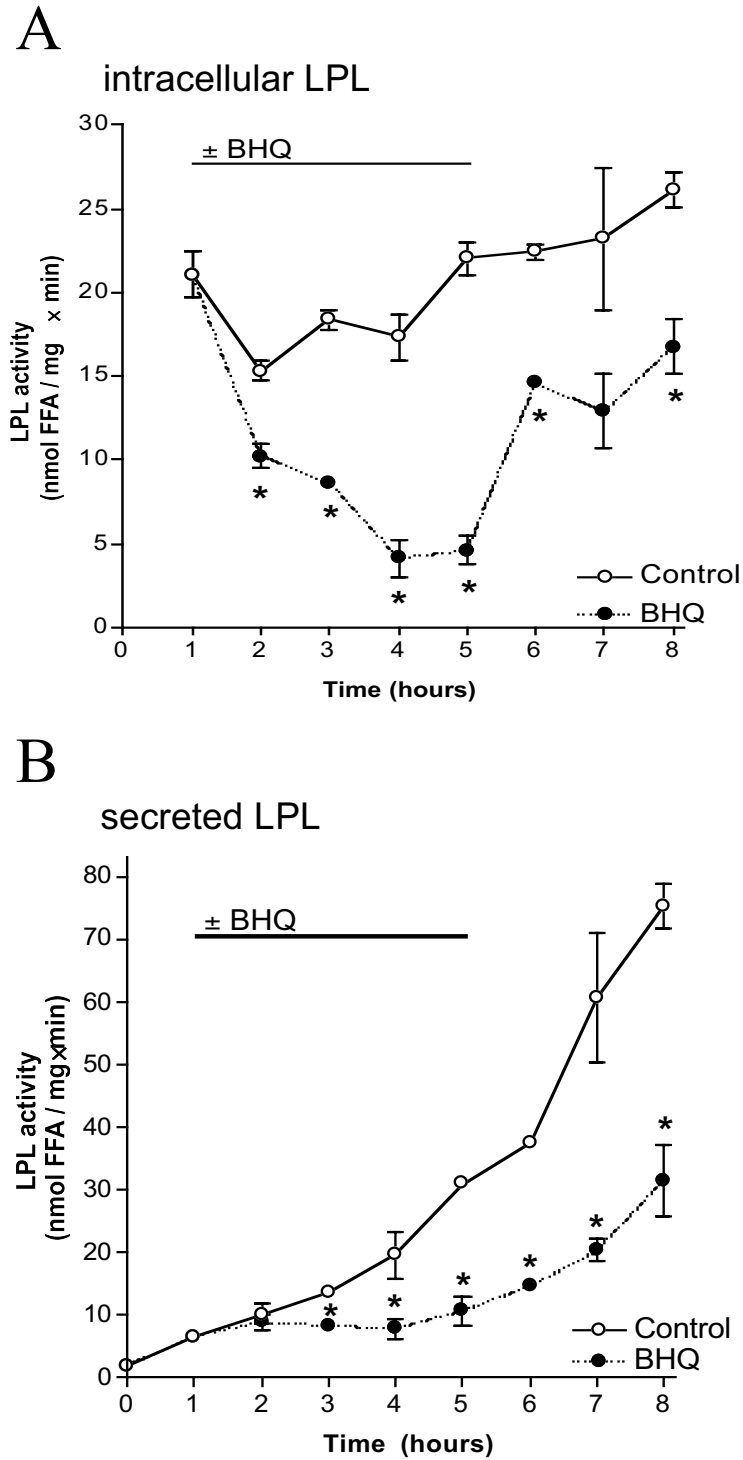 A
intracellular LPL
30
± BHQ
25
20
15
10
5
0
LPL activity
(nmol FFA / mg x min)
*
*
*
*
*
*
Control
BHQ
0 1 2 3 4 5 6 7 8
Time (hours)
B
secreted LPL
80
± BHQ
70
60
50
40
30
20
10
0
LPL activity
(nmol FFA / mg×min)
*
*
*
*
*
*
Control
BHQ
0 1 2 3 4 5 6 7 8
Time (hours)